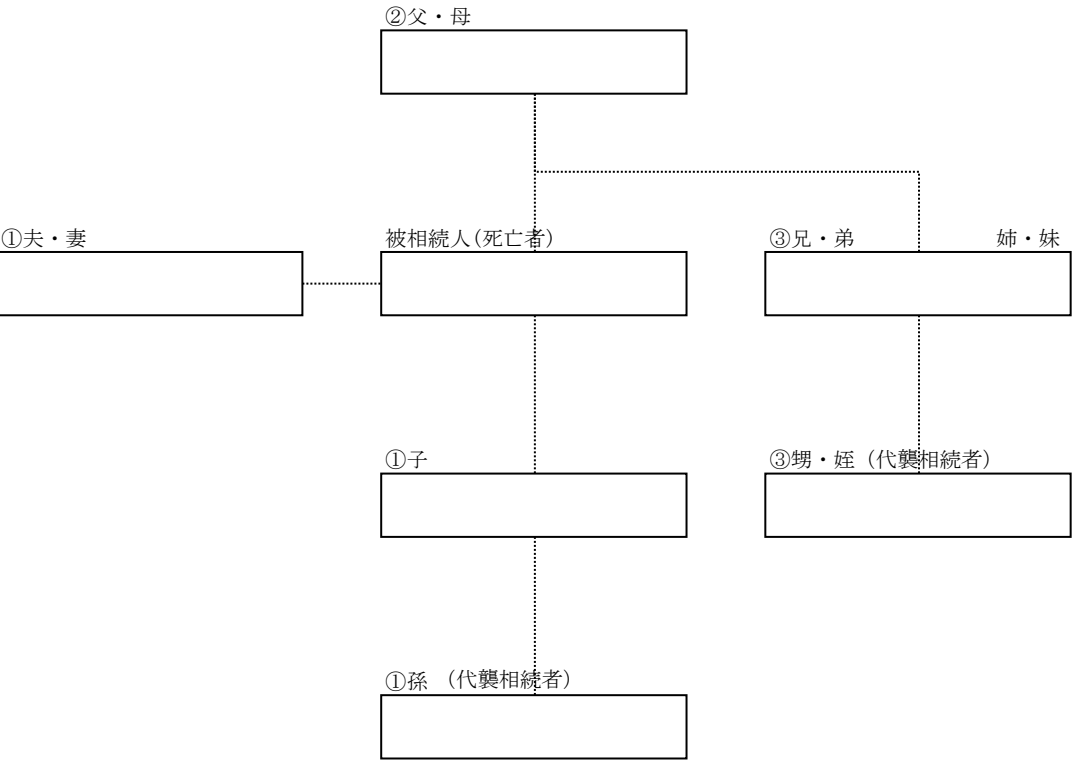 ②父・母
①夫・妻
被相続人(死亡者)
③兄・弟　姉・妹
①子
③甥・姪（代襲相続者）
①孫　（代襲相続者）